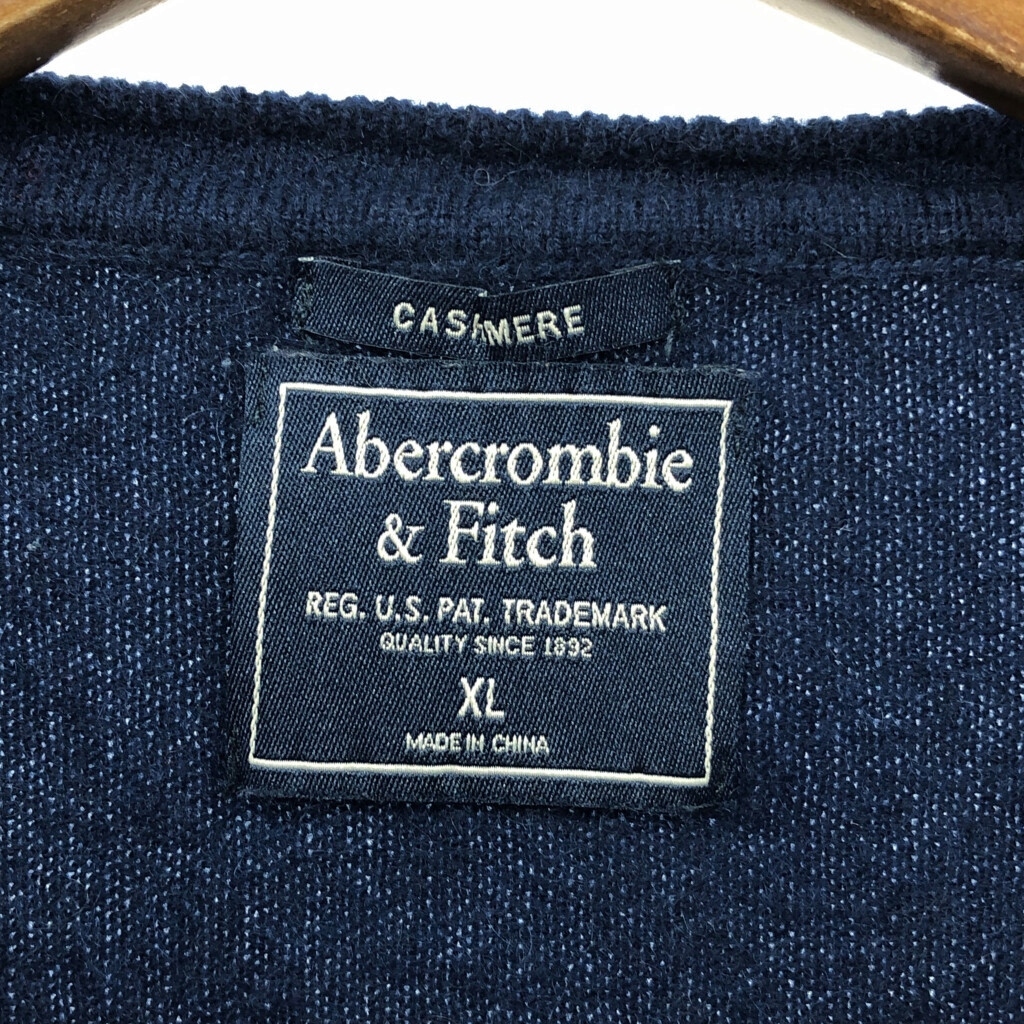 CASHMERE
Abercrombie
& Fitch
REG. U.S. PAT. TRADEMARK
QUALITY SINCE 1892
XL
MADE IN CHINA